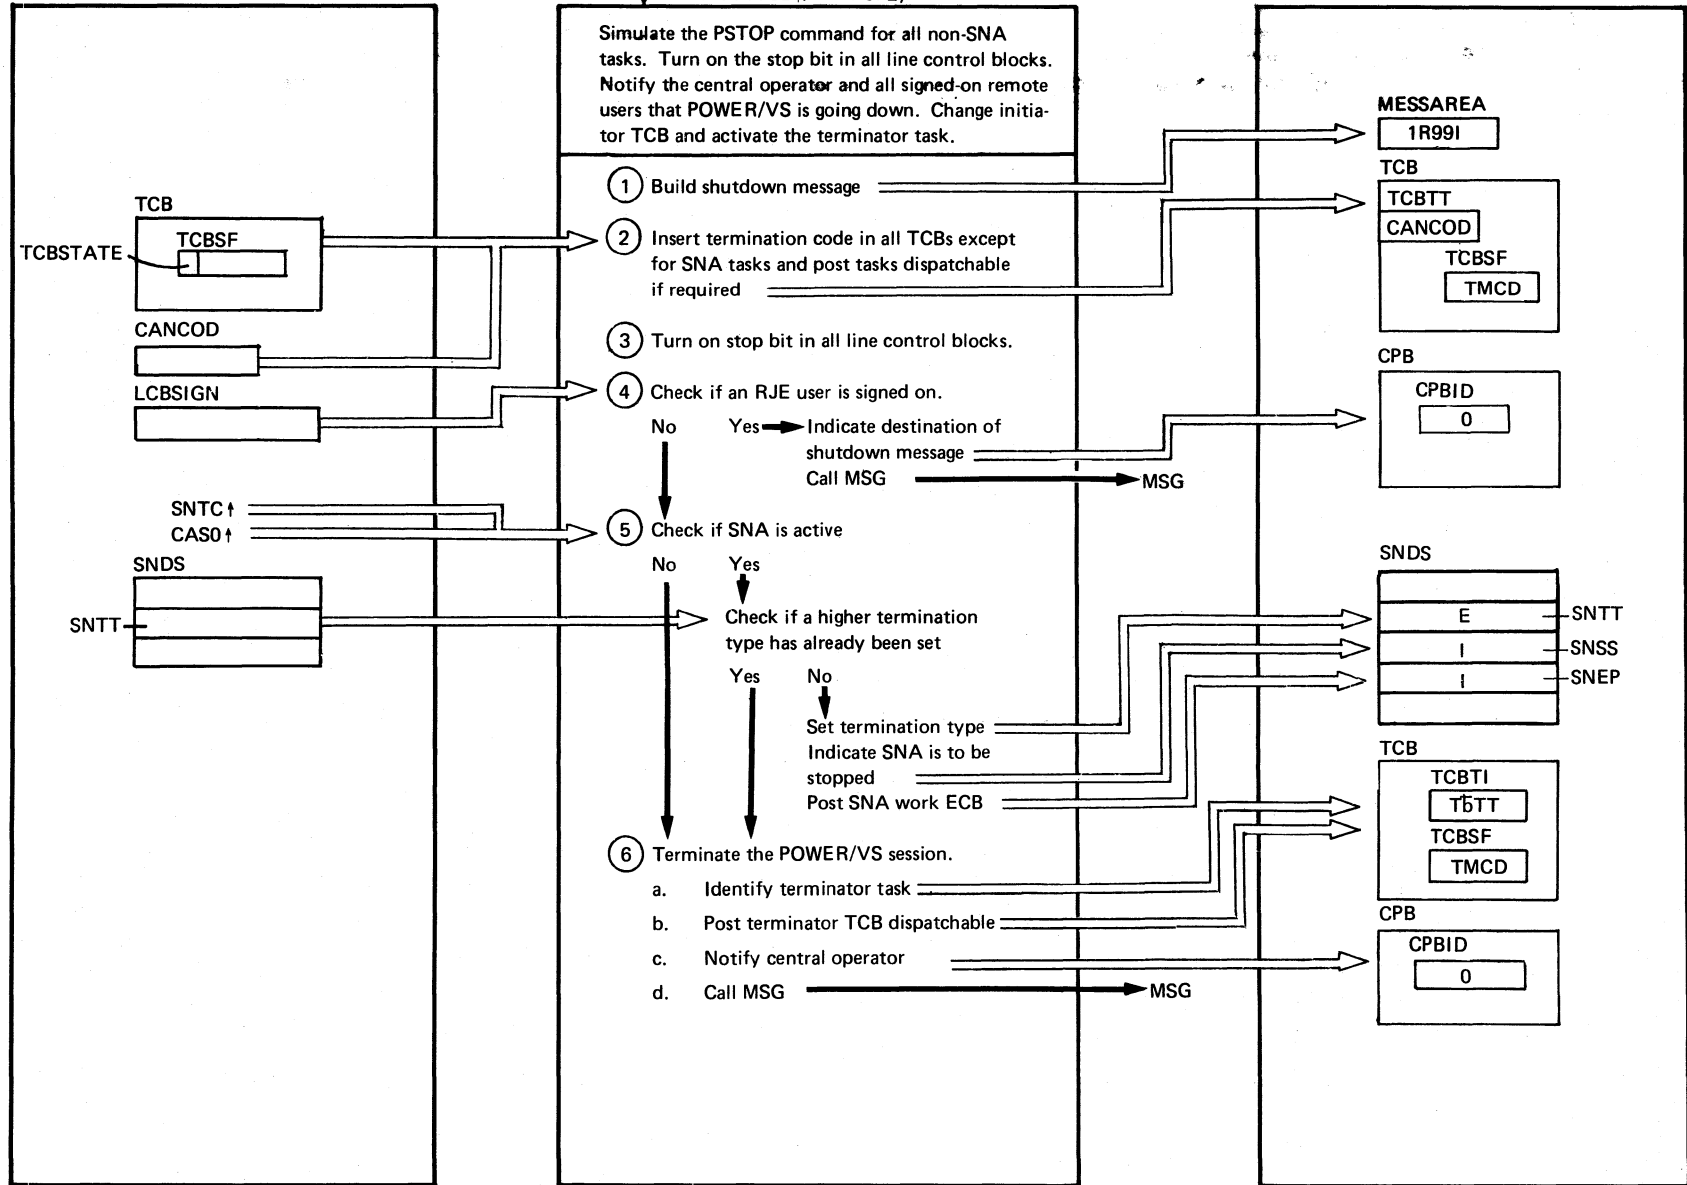 Simulate the PSTOP command for all non-SNA
tasks. Turn on the stop bit in all line control blocks.
Notify the central operator and all signed-on remote
users that POWER/VS is going down. Change initia-
tor TCB and activate the terminator task.
TCB
TCBSF
TCBSTATE
CANCOD
LCBSIGN
SNTC↑
CAS0↑
SNDS
SNTT
1 Build shutdown message
2 Insert termination code in all TCBs except
for SNA tasks and post tasks dispatchable
if required
3 Turn on stop bit in all line control blocks.
4 Check if an RJE user is signed on.
No Yes Indicate destination of
shutdown message
Call MSG MSG
5 Check if SNA is active
No Yes
Check if a higher termination
type has already been set
Yes No
Set termination type
Indicate SNA is to be
stopped
Post SNA work ECB
6 Terminate the POWER/VS session.
a. Identify terminator task
b. Post terminator TCB dispatchable
c. Notify central operator
d. Call MSG MSG
MESSAREA
1R99I
TCB
TCBTT
CANCOD
TCBSF
TMCD
CPB
CPBID
0
SNDS
E SNTT
I SNSS
I SNEP
TCB
TCBTI
TƀTT
TCBSF
TMCD
CPB
CPBID
0